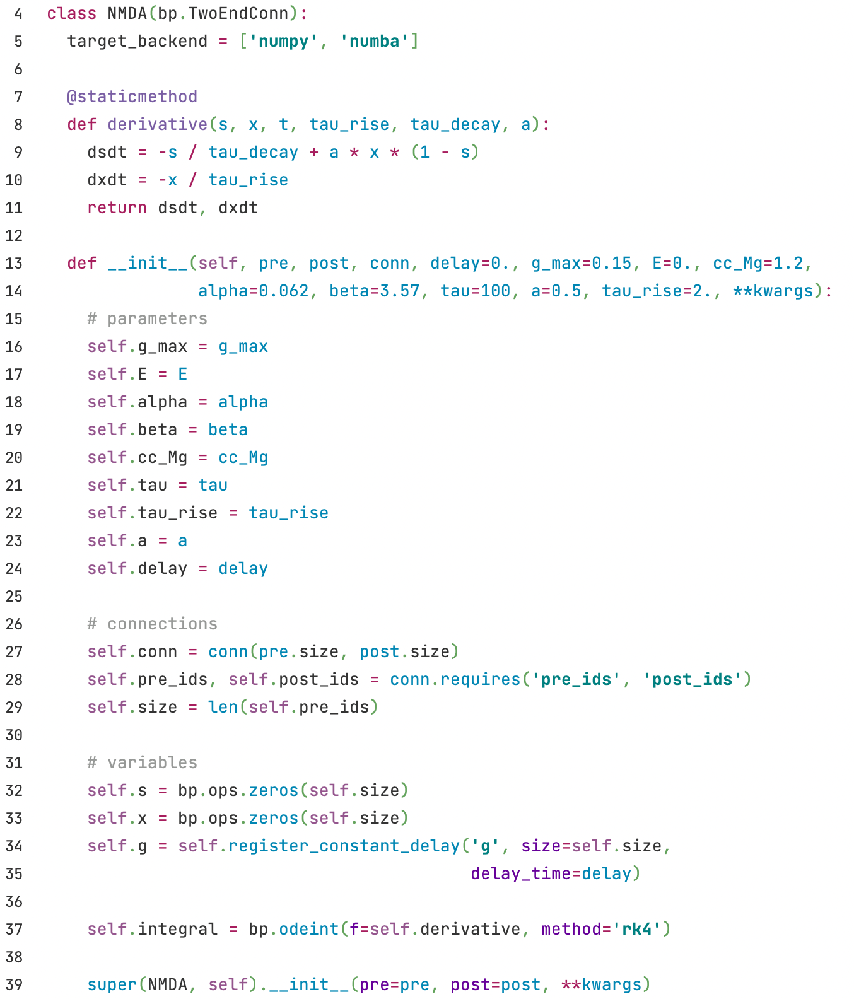 4 class NMDA(bp.TwoEndConn):
5   target_backend = ['numpy', 'numba']
6
7   @staticmethod
8   def derivative(s, x, t, tau_rise, tau_decay, a):
9     dsdt = -s / tau_decay + a * x * (1 - s)
10     dxdt = -x / tau_rise
11     return dsdt, dxdt
12
13   def __init__(self, pre, post, conn, delay=0., g_max=0.15, E=0., cc_Mg=1.2,
14                alpha=0.062, beta=3.57, tau=100, a=0.5, tau_rise=2., **kwargs):
15     # parameters
16     self.g_max = g_max
17     self.E = E
18     self.alpha = alpha
19     self.beta = beta
20     self.cc_Mg = cc_Mg
21     self.tau = tau
22     self.tau_rise = tau_rise
23     self.a = a
24     self.delay = delay
25
26     # connections
27     self.conn = conn(pre.size, post.size)
28     self.pre_ids, self.post_ids = conn.requires('pre_ids', 'post_ids')
29     self.size = len(self.pre_ids)
30
31     # variables
32     self.s = bp.ops.zeros(self.size)
33     self.x = bp.ops.zeros(self.size)
34     self.g = self.register_constant_delay('g', size=self.size,
35                                           delay_time=delay)
36
37     self.integral = bp.odeint(f=self.derivative, method='rk4')
38
39     super(NMDA, self).__init__(pre=pre, post=post, **kwargs)